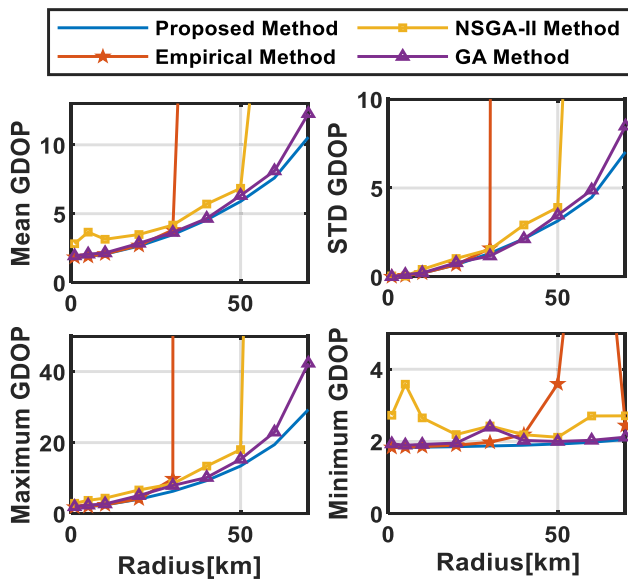 Proposed Method
NSGA-II Method
Empirical Method
GA Method
Mean GDOP
10
5
0
0
50
STD GDOP
10
5
0
0
50
Maximum GDOP
40
20
0
0
50
Radius[km]
Minimum GDOP
4
2
0
0
50
Radius[km]